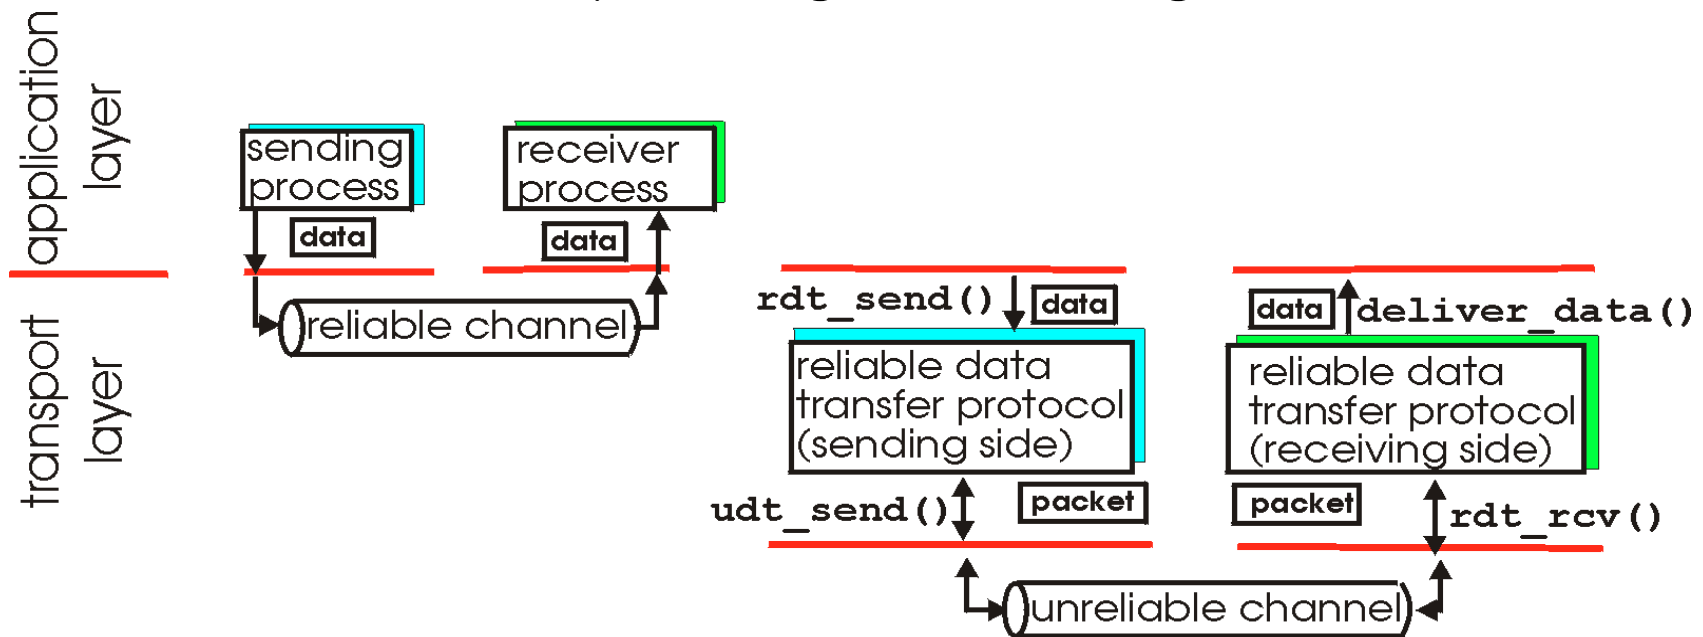 application
layer
transport
layer
sending
process
data
receiver
process
data
reliable channel
rdt_send()
data
reliable data
transfer protocol
(sending side)
udt_send()
packet
data
deliver_data()
reliable data
transfer protocol
(receiving side)
packet
rdt_rcv()
unreliable channel